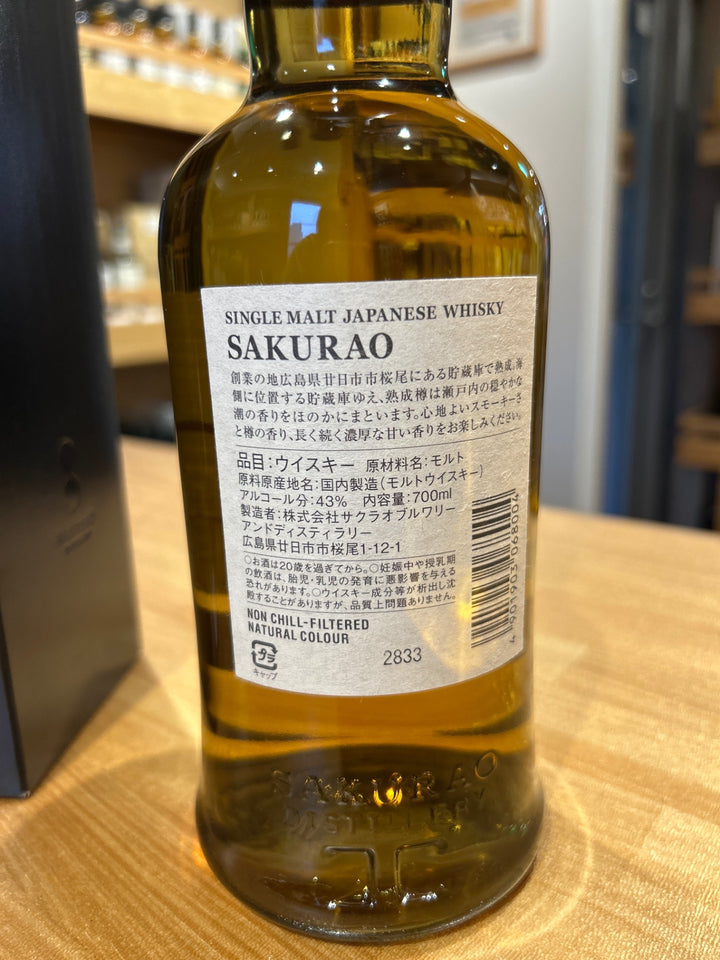 SINGLE MALT JAPANESE WHISKY
SAKURAO
創業の地広島県廿日市市桜尾にある貯蔵庫で熟成。海
側に位置する貯蔵庫ゆえ、熟成樽は瀬戸内の穏やかな
潮の香りをほのかにまといます。心地よいスモーキーさ
と樽の香り、長く続く濃厚な甘い香りをお楽しみください。
品目:ウイスキー 原材料名:モルト
原料原産地名:国内製造(モルトウイスキー)
アルコール分:43% 内容量:700ml
製造者:株式会社サクラオブルワリー
アンドディスティラリー
広島県廿日市市桜尾1-12-1
○お酒は20歳を過ぎてから。○妊娠中や授乳期
の飲酒は、胎児・乳児の発育に悪影響を与える
恐れがあります。○ウイスキー成分等が析出し沈
殿することがありますが、品質上問題ありません。
NON CHILL-FILTERED
NATURAL COLOUR
プラ
キャップ
2833
4901903068004
SAKURAO
DISTILLERY